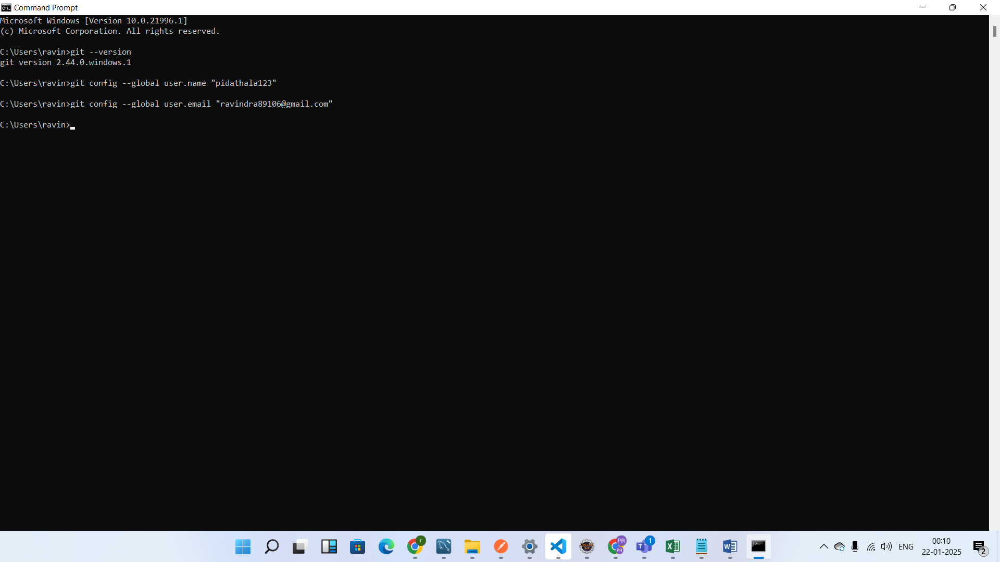 Command Prompt
Microsoft Windows [Version 10.0.21996.1]
(c) Microsoft Corporation. All rights reserved.
C:\Users\ravin>git --version
git version 2.44.0.windows.1
C:\Users\ravin>git config --global user.name "pidathala123"
C:\Users\ravin>git config --global user.email "ravindra89106@gmail.com"
C:\Users\ravin>
r
PR
PR
1
T
W
ENG
00:10
22-01-2025
2